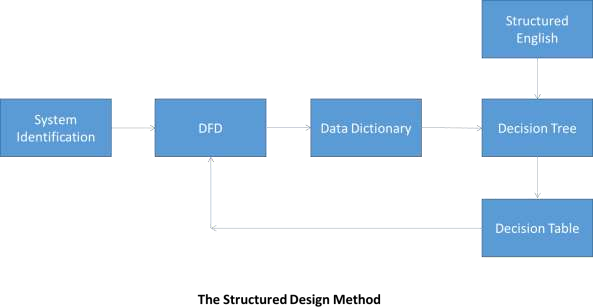 Structured
English
System
Identification
DFD
Data Dictionary
Decision Tree
Decision Table
The Structured Design Method